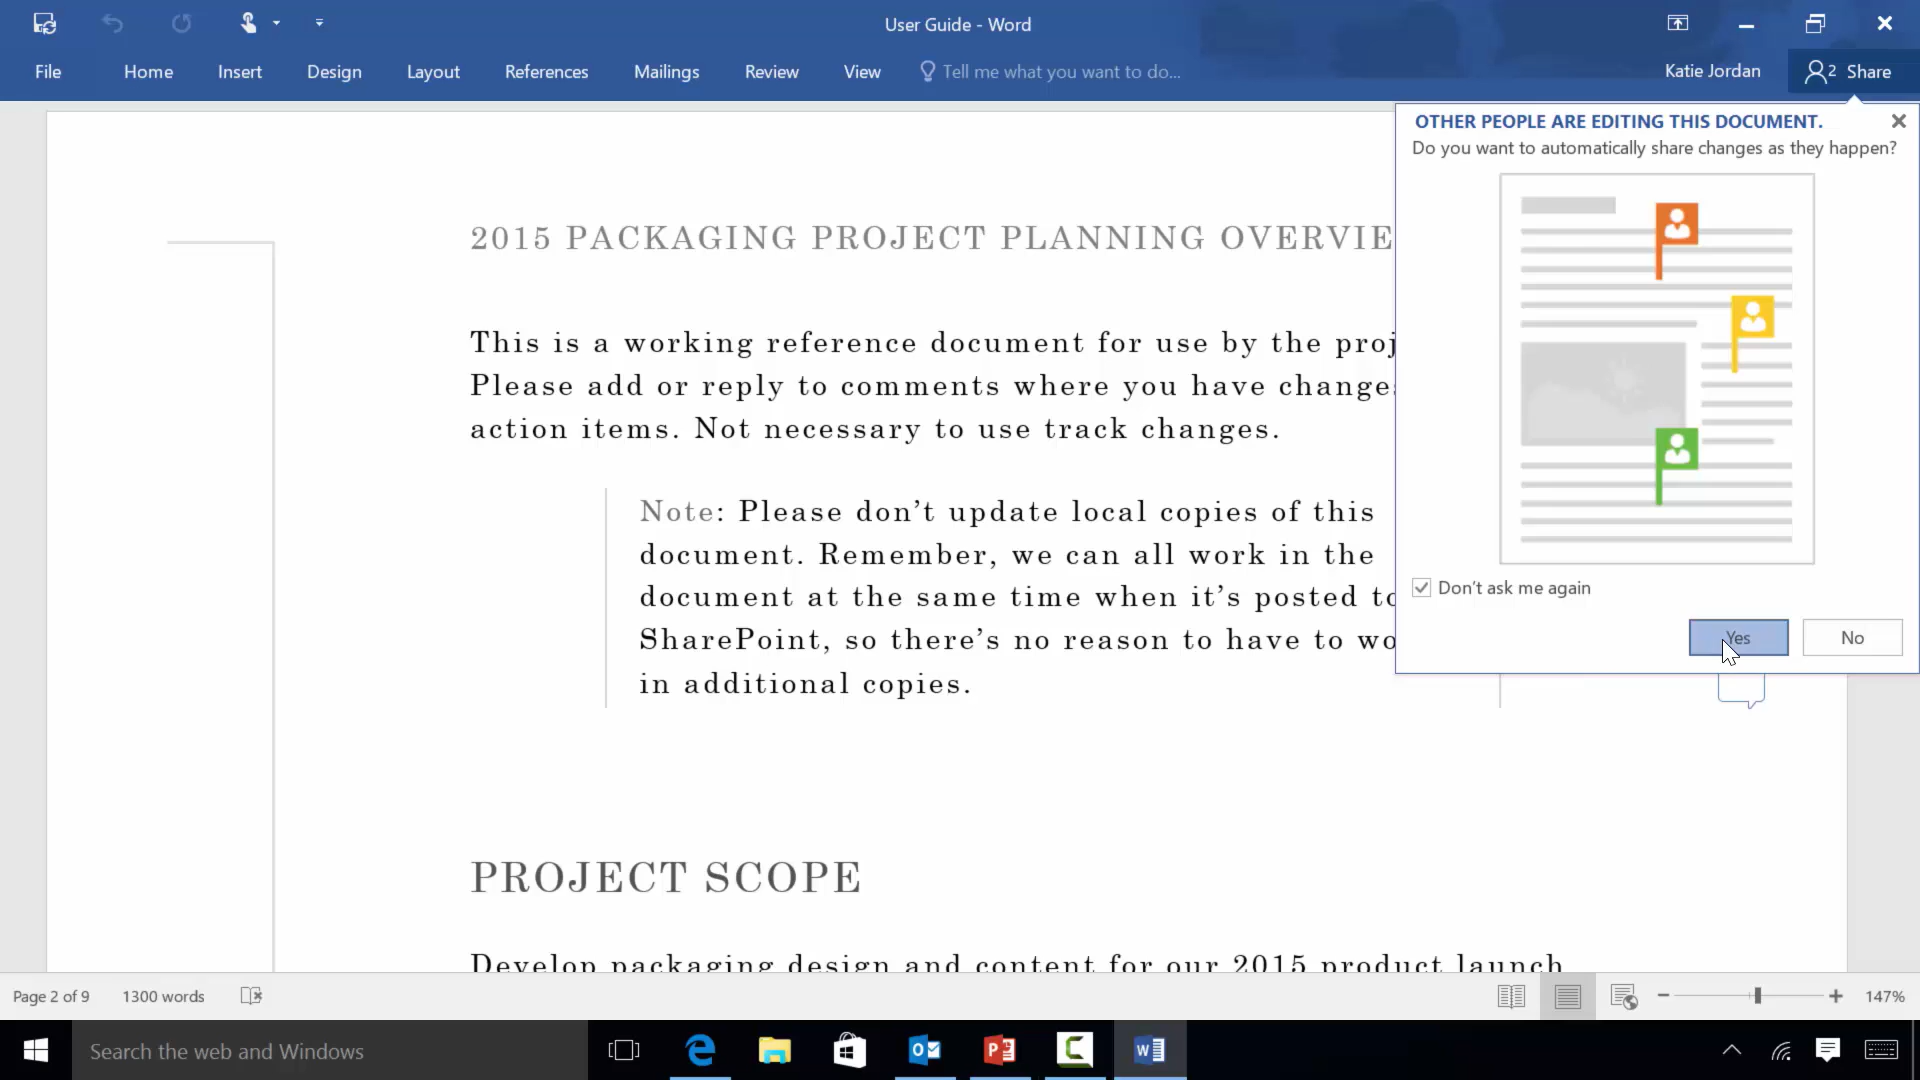 User Guide - Word
File Home Insert Design Layout References Mailings Review View Tell me what you want to do... Katie Jordan 2 Share
OTHER PEOPLE ARE EDITING THIS DOCUMENT.
Do you want to automatically share changes as they happen?
Don't ask me again
Yes No
2015 PACKAGING PROJECT PLANNING OVERVIE
This is a working reference document for use by the proj
Please add or reply to comments where you have changes
action items. Not necessary to use track changes.
Note: Please don’t update local copies of this
document. Remember, we can all work in the
document at the same time when it’s posted to
SharePoint, so there’s no reason to have to wo
in additional copies.
PROJECT SCOPE
Develop packaging design and content for our 2015 product launch
Page 2 of 9 1300 words 147%
Search the web and Windows